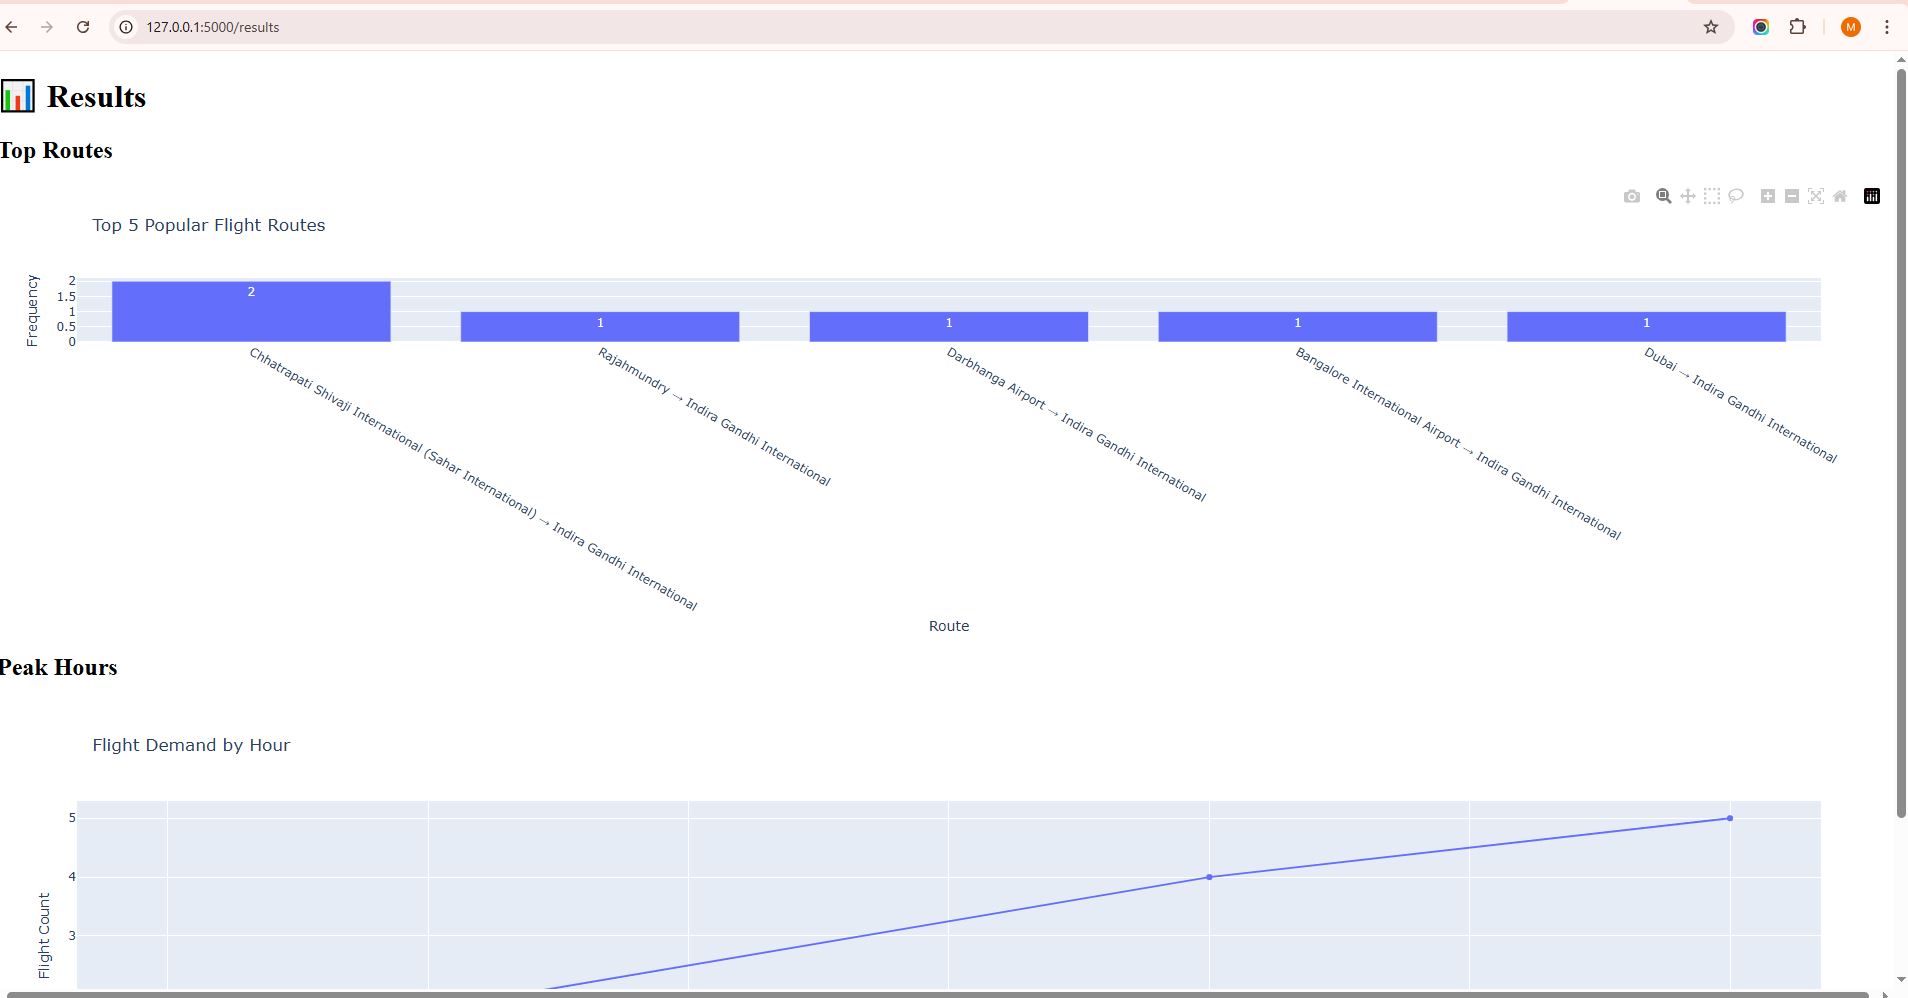 127.0.0.1:5000/results
M
📊 Results
Top Routes
Top 5 Popular Flight Routes
Frequency
2
1.5
1
0.5
0
2
1
1
1
1
Chhatrapati Shivaji International (Sahar International) → Indira Gandhi International
Rajahmundry → Indira Gandhi International
Darbhanga Airport → Indira Gandhi International
Bangalore International Airport → Indira Gandhi International
Dubai → Indira Gandhi International
Route
Peak Hours
Flight Demand by Hour
Flight Count
5
4
3